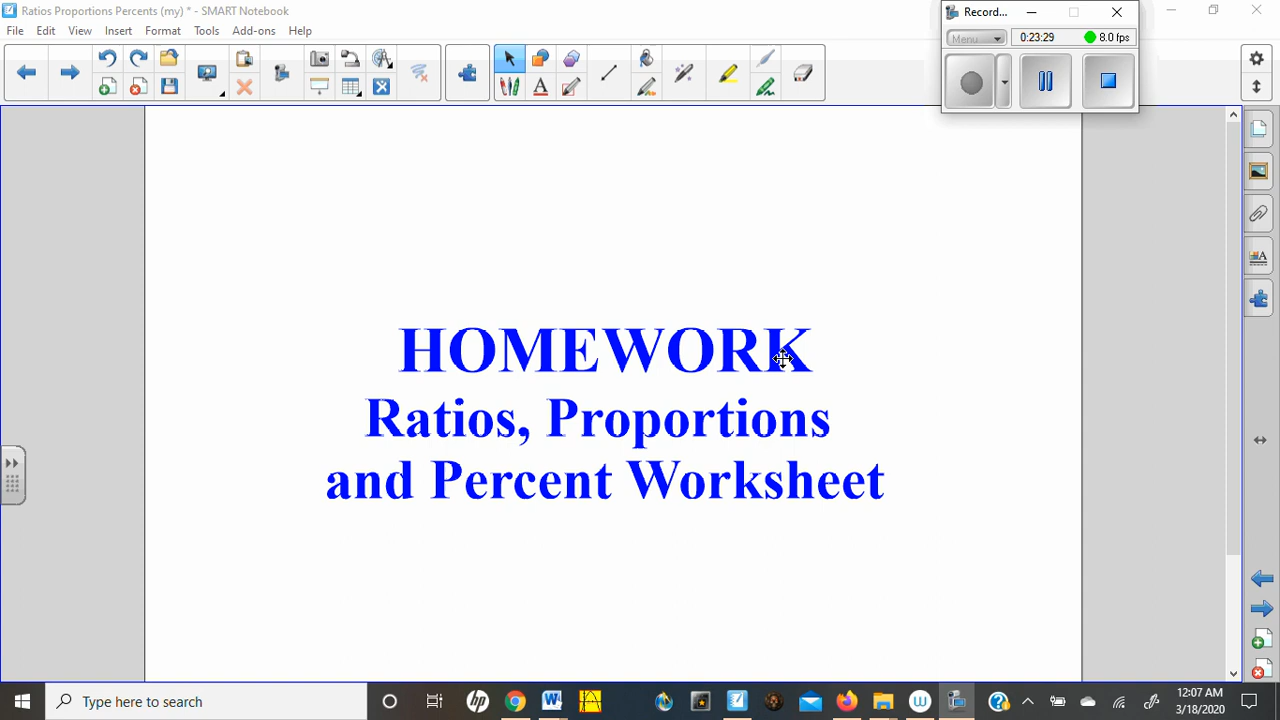 Ratios Proportions Percents (my) * - SMART Notebook
File Edit View Insert Format Tools Add-ons Help
Record...
Menu 0:23:29 8.0 fps
HOMEWORK
Ratios, Proportions
and Percent Worksheet
Type here to search
12:07 AM
3/18/2020